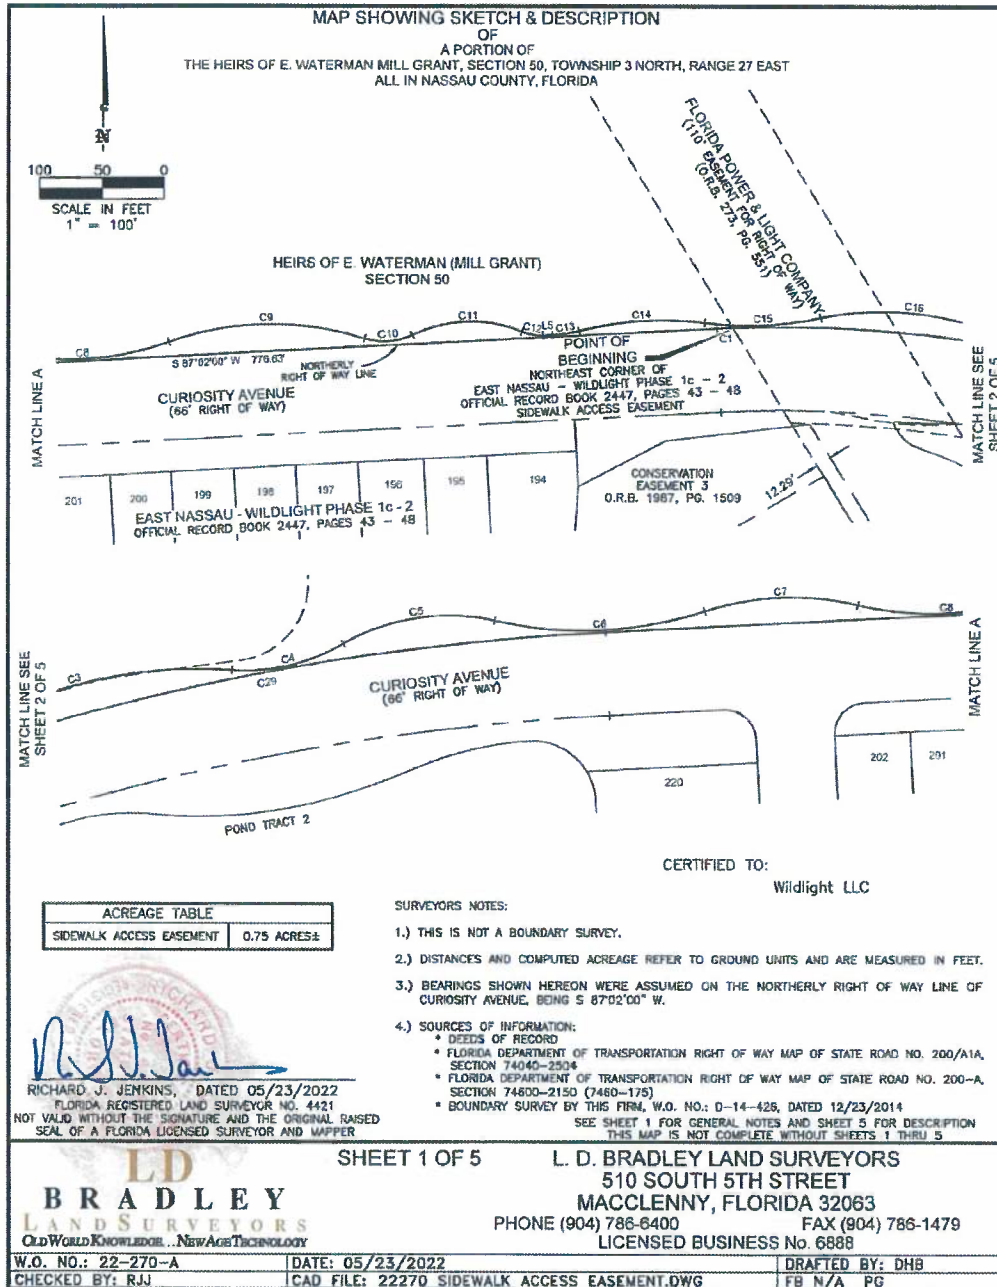 MAP SHOWING SKETCH & DESCRIPTION
OF
A PORTION OF
THE HEIRS OF E. WATERMAN MILL GRANT, SECTION 50, TOWNSHIP 3 NORTH, RANGE 27 EAST
ALL IN NASSAU COUNTY, FLORIDA
N
100 50 0
SCALE IN FEET
1" = 100'
FLORIDA POWER & LIGHT COMPANY
(110' EASEMENT FOR RIGHT OF WAY)
(O.R.B. 273, PG. 551)
HEIRS OF E. WATERMAN (MILL GRANT)
SECTION 50
C8
C9
C10
C11
C12
L5
C13
C14
C1
C15
C16
S 87°02'00" W 776.63'
NORTHERLY
RIGHT OF WAY LINE
POINT OF
BEGINNING
NORTHEAST CORNER OF
EAST NASSAU - WILDLIGHT PHASE 1c - 2
OFFICIAL RECORD BOOK 2447, PAGES 43 - 48
SIDEWALK ACCESS EASEMENT
CURIOSITY AVENUE
(66' RIGHT OF WAY)
MATCH LINE A
MATCH LINE SEE
SHEET 2 OF 5
201
200
199
198
197
196
195
194
CONSERVATION
EASEMENT 3
O.R.B. 1987, PG. 1509
12.29'
EAST NASSAU - WILDLIGHT PHASE 1c - 2
OFFICIAL RECORD BOOK 2447, PAGES 43 - 48
MATCH LINE SEE
SHEET 2 OF 5
C3
C4
C29
C5
C6
C7
C8
CURIOSITY AVENUE
(66' RIGHT OF WAY)
MATCH LINE A
220
202
201
POND TRACT 2
CERTIFIED TO:
Wildlight LLC
ACREAGE TABLE
SIDEWALK ACCESS EASEMENT 0.75 ACRES±
SURVEYORS NOTES:
1.) THIS IS NOT A BOUNDARY SURVEY.
2.) DISTANCES AND COMPUTED ACREAGE REFER TO GROUND UNITS AND ARE MEASURED IN FEET.
3.) BEARINGS SHOWN HEREON WERE ASSUMED ON THE NORTHERLY RIGHT OF WAY LINE OF
CURIOSITY AVENUE, BEING S 87°02'00" W.
4.) SOURCES OF INFORMATION:
* DEEDS OF RECORD
* FLORIDA DEPARTMENT OF TRANSPORTATION RIGHT OF WAY MAP OF STATE ROAD NO. 200/A1A,
SECTION 74040-2504
* FLORIDA DEPARTMENT OF TRANSPORTATION RIGHT OF WAY MAP OF STATE ROAD NO. 200-A,
SECTION 74600-2150 (7460-175)
* BOUNDARY SURVEY BY THIS FIRM, W.O. NO.: D-14-426, DATED 12/23/2014
SEE SHEET 1 FOR GENERAL NOTES AND SHEET 5 FOR DESCRIPTION
THIS MAP IS NOT COMPLETE WITHOUT SHEETS 1 THRU 5
RICHARD
RICHARD J. JENKINS, DATED 05/23/2022
FLORIDA REGISTERED LAND SURVEYOR NO. 4421
NOT VALID WITHOUT THE SIGNATURE AND THE ORIGINAL RAISED
SEAL OF A FLORIDA LICENSED SURVEYOR AND MAPPER
LD
BRADLEY
LAND SURVEYORS
OLD WORLD KNOWLEDGE...NEW AGE TECHNOLOGY
SHEET 1 OF 5
L. D. BRADLEY LAND SURVEYORS
510 SOUTH 5TH STREET
MACCLENNY, FLORIDA 32063
PHONE (904) 786-6400 FAX (904) 786-1479
LICENSED BUSINESS No. 6888
W.O. NO.: 22-270-A DATE: 05/23/2022 DRAFTED BY: DHB
CHECKED BY: RJJ CAD FILE: 22270 SIDEWALK ACCESS EASEMENT.DWG FB N/A PG